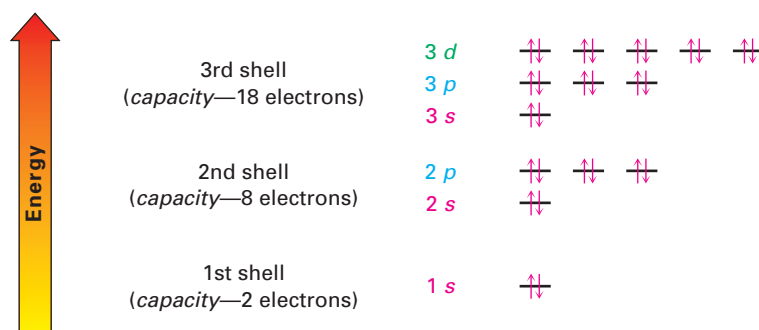 Energy
3rd shell
(capacity—18 electrons)
3 d
3 p
3 s
2nd shell
(capacity—8 electrons)
2 p
2 s
1st shell
(capacity—2 electrons)
1 s